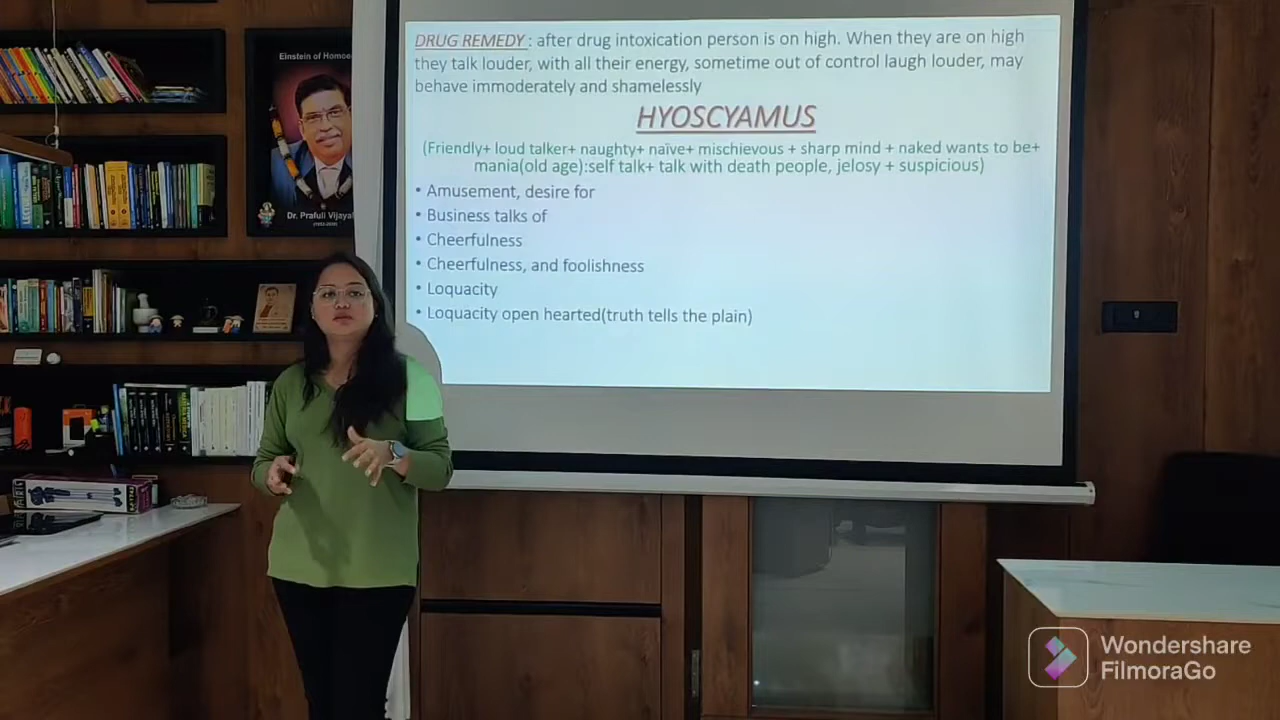 DRUG REMEDY : after drug intoxication person is on high. When they are on high
they talk louder, with all their energy, sometime out of control laugh louder, may
behave immoderately and shamelessly
HYOSCYAMUS
(Friendly+ loud talker+ naughty+ naïve+ mischievous + sharp mind + naked wants to be+
mania(old age):self talk+ talk with death people, jelosy + suspicious)
• Amusement, desire for
• Business talks of
• Cheerfulness
• Cheerfulness, and foolishness
• Loquacity
• Loquacity open hearted(truth tells the plain)
Einstein of Homoeo
Dr. Prafull Vijaya
Wondershare
FilmoraGo